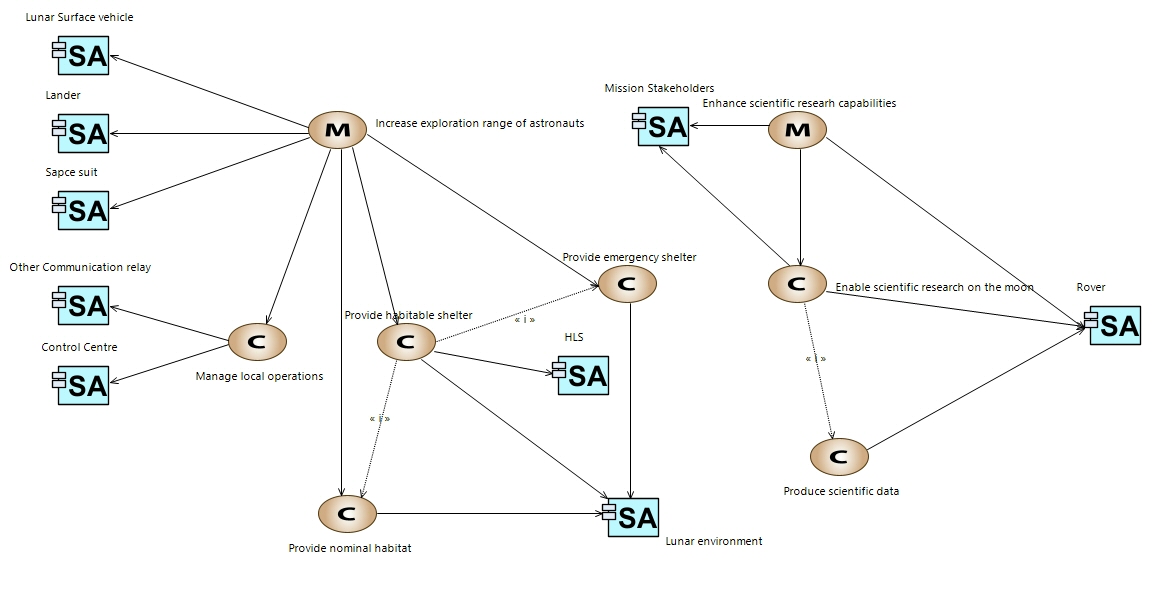 Lunar Surface vehicle
SA
Lander
SA
Sapce suit
SA
M
Increase exploration range of astronauts
Mission Stakeholders
SA
Enhance scientific researh capabilities
M
Other Communication relay
SA
Control Centre
SA
C
Manage local operations
Provide habitable shelter
C
« i »
Provide emergency shelter
C
HLS
SA
« i »
C
Provide nominal habitat
SA
Lunar environment
C
Enable scientific research on the moon
Rover
SA
« i »
C
Produce scientific data